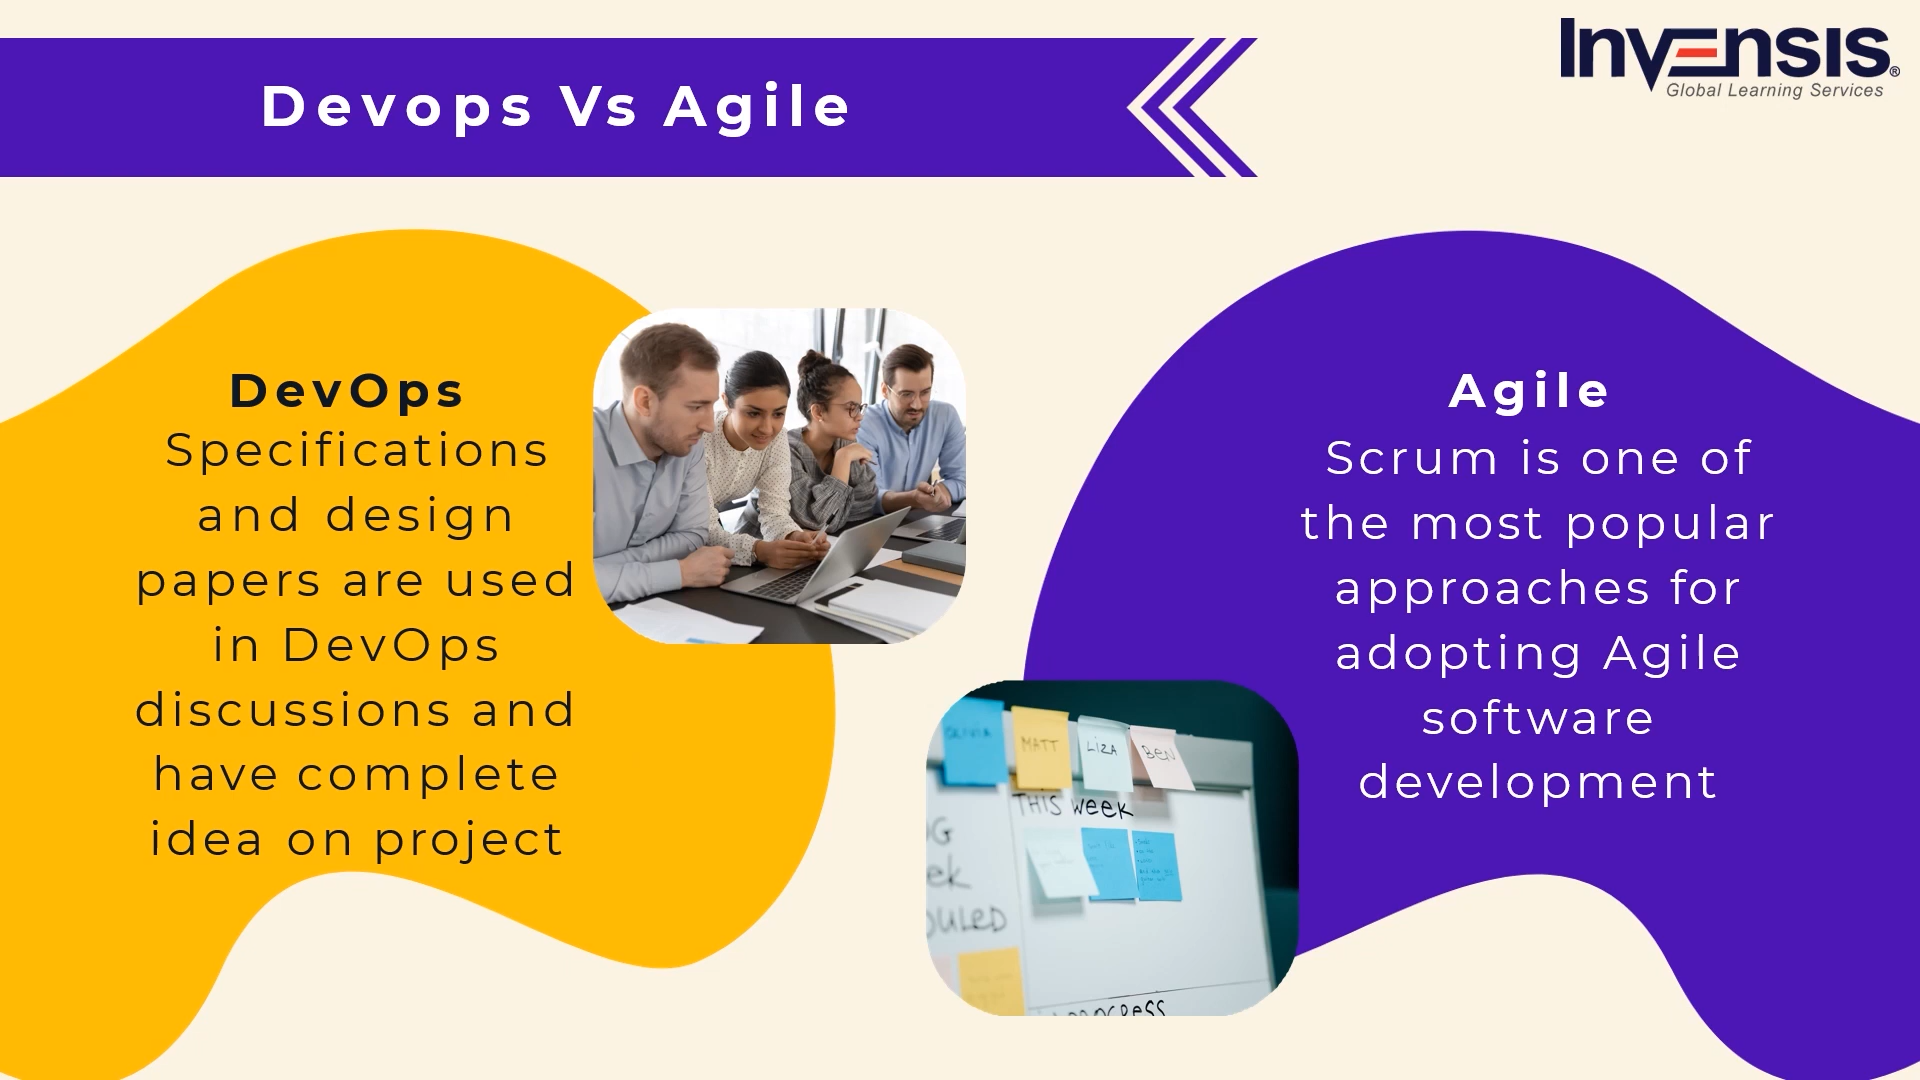 Devops Vs Agile
Invensis®
Global Learning Services
DevOps
Specifications
and design
papers are used
in DevOps
discussions and
have complete
idea on project
Agile
Scrum is one of
the most popular
approaches for
adopting Agile
software
development
OLIVIA
MATT
LIZA
BEN
THIS WEEK